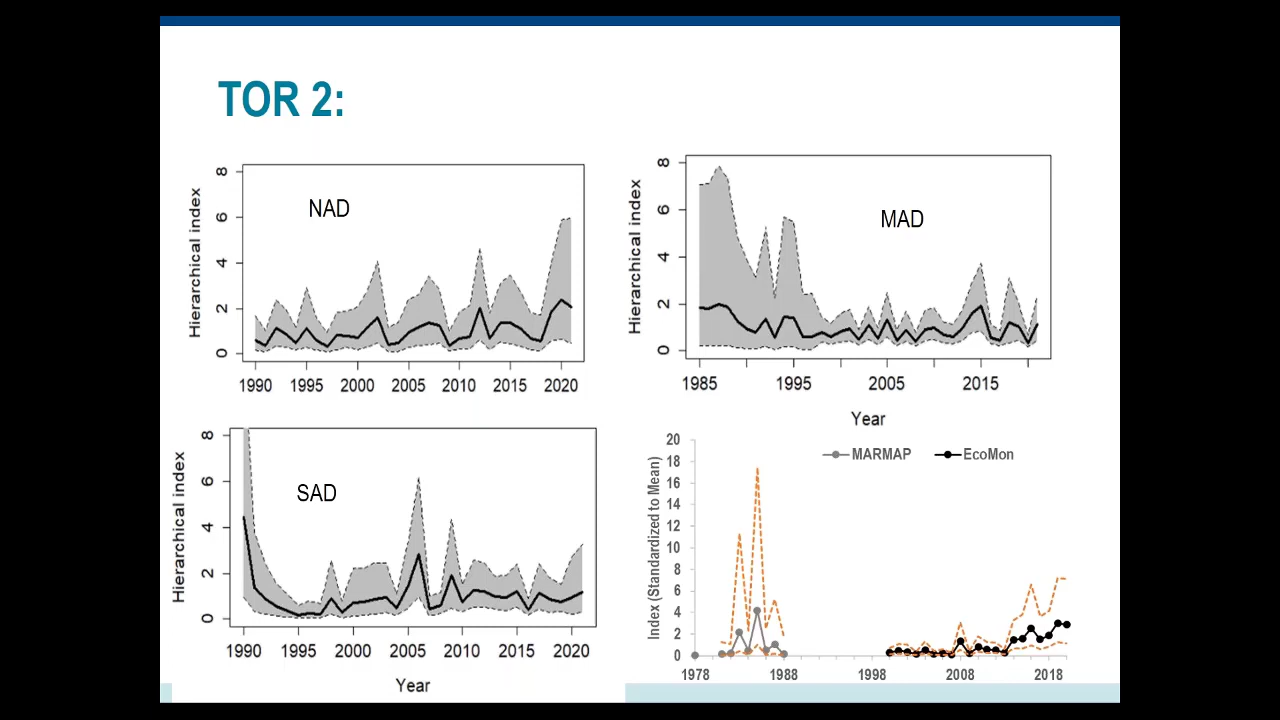 TOR 2:
8
6
4
2
0
Hierarchical index
NAD
1990 1995 2000 2005 2010 2015 2020
8
6
4
2
0
Hierarchical index
MAD
1985 1995 2005 2015
Year
8
6
4
2
0
Hierarchical index
SAD
1990 1995 2000 2005 2010 2015 2020
Year
20
18
16
14
12
10
8
6
4
2
0
Index (Standardized to Mean)
MARMAP EcoMon
1978 1988 1998 2008 2018